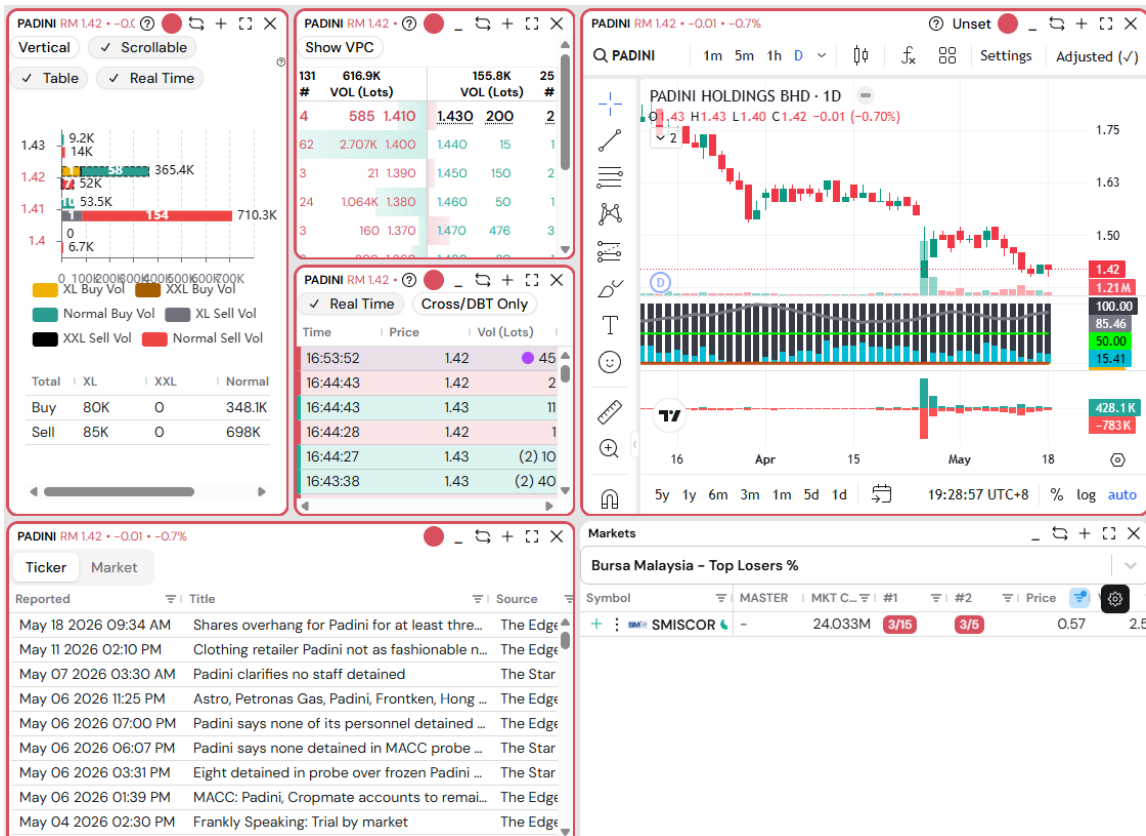 PADINI RM 1.42 • -0.0
Vertical
✓ Scrollable
✓ Table
✓ Real Time
1.43
9.2K
14K
1.42
1
58
365.4K
7
52K
1.41
10
53.5K
1
154
710.3K
1.4
0
6.7K
0 100K 200K 300K 400K 500K 600K 700K
XL Buy Vol
XXL Buy Vol
Normal Buy Vol
XL Sell Vol
XXL Sell Vol
Normal Sell Vol
Total XL XXL Normal
Buy 80K 0 348.1K
Sell 85K 0 698K
PADINI RM 1.42 •
Show VPC
131 616.9K 155.8K 25
# VOL (Lots) VOL (Lots) #
4 585 1.410 1.430 200 2
62 2.707K 1.400 1.440 15 1
3 21 1.390 1.450 150 2
24 1.064K 1.380 1.460 50 1
3 160 1.370 1.470 476 3
PADINI RM 1.42 •
✓ Real Time
Cross/DBT Only
Time Price Vol (Lots)
16:53:52 1.42 45
16:44:43 1.42 2
16:44:43 1.43 11
16:44:28 1.42 1
16:44:27 1.43 (2) 10
16:43:38 1.43 (2) 40
PADINI RM 1.42 • -0.01 • -0.7%
Unset
PADINI
1m 5m 1h D
Settings
Adjusted (✓)
PADINI HOLDINGS BHD · 1D
O1.43 H1.43 L1.40 C1.42 -0.01 (-0.70%)
2
1.75
1.63
1.50
1.42
1.21M
D
100.00
85.46
50.00
15.41
428.1K
-783K
16 Apr 15 May 18
5y 1y 6m 3m 1m 5d 1d
19:28:57 UTC+8
% log auto
PADINI RM 1.42 • -0.01 • -0.7%
Ticker
Market
Reported Title Source
May 18 2026 09:34 AM Shares overhang for Padini for at least thre... The Edge
May 11 2026 02:10 PM Clothing retailer Padini not as fashionable n... The Edge
May 07 2026 03:30 AM Padini clarifies no staff detained The Star
May 06 2026 11:25 PM Astro, Petronas Gas, Padini, Frontken, Hong ... The Edge
May 06 2026 07:00 PM Padini says none of its personnel detained ... The Edge
May 06 2026 06:07 PM Padini says none detained in MACC probe ... The Star
May 06 2026 03:31 PM Eight detained in probe over frozen Padini ... The Star
May 06 2026 01:39 PM MACC: Padini, Cropmate accounts to remai... The Edge
May 04 2026 02:30 PM Frankly Speaking: Trial by market The Edge
Markets
Bursa Malaysia – Top Losers %
Symbol MASTER MKT C... #1 #2 Price
SMISCOR - 24.033M 3/15 3/5 0.57 2.5